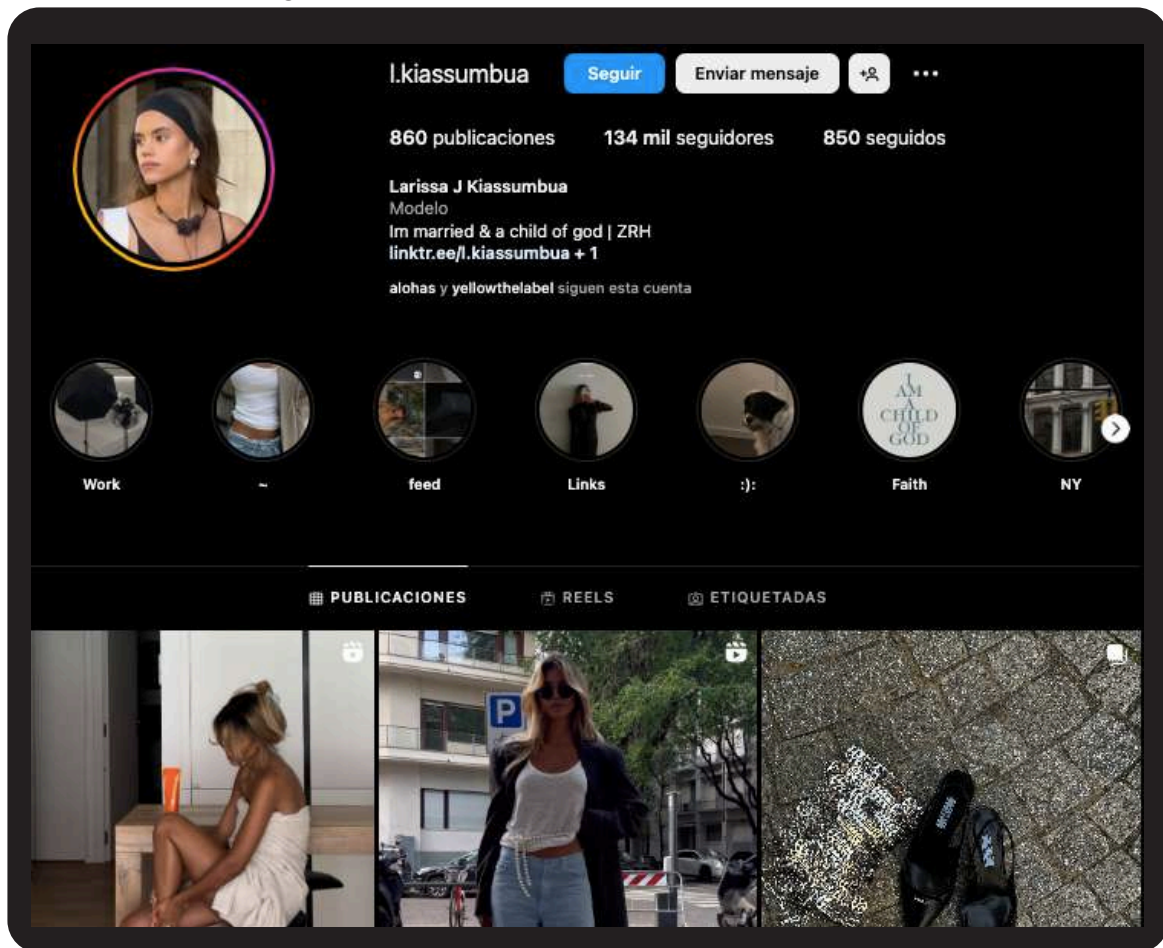 l.kiassumbua Seguir Enviar mensaje
860 publicaciones 134 mil seguidores 850 seguidos
Larissa J Kiassumbua
Modelo
Im married & a child of god | ZRH
linktr.ee/l.kiassumbua + 1
alohas y yellowthelabel siguen esta cuenta
I
AM
A
CHILD
OF
GOD
Work ~ feed Links :): Faith NY
PUBLICACIONES REELS ETIQUETADAS
P